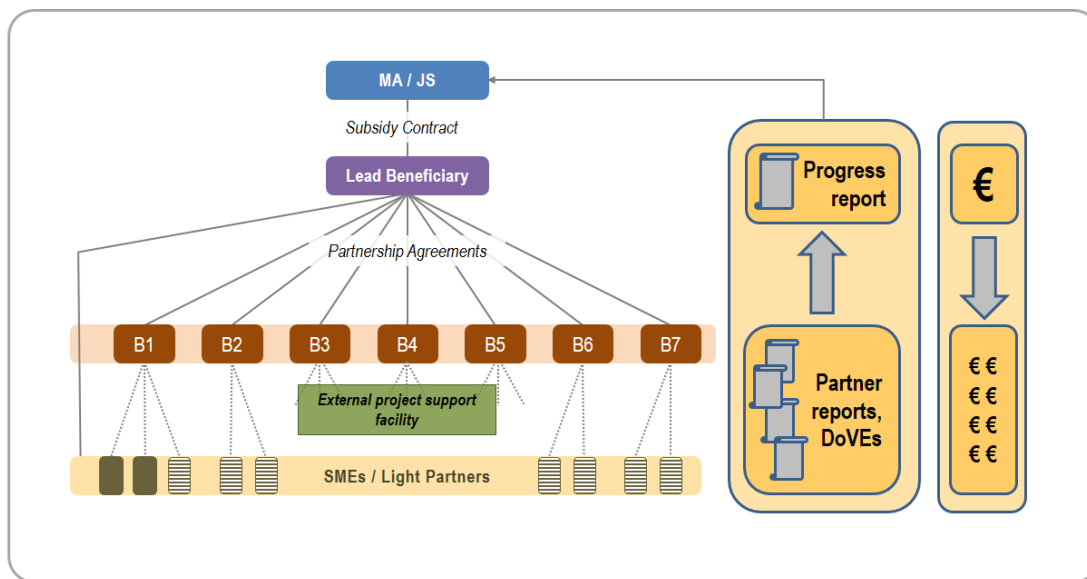 MA / JS
Subsidy Contract
Lead Beneficiary
Partnership Agreements
B1 B2 B3 B4 B5 B6 B7
External project support
facility
SMEs / Light Partners
Progress
report
Partner
reports,
DoVEs
€
€ €
€ €
€ €
€ €